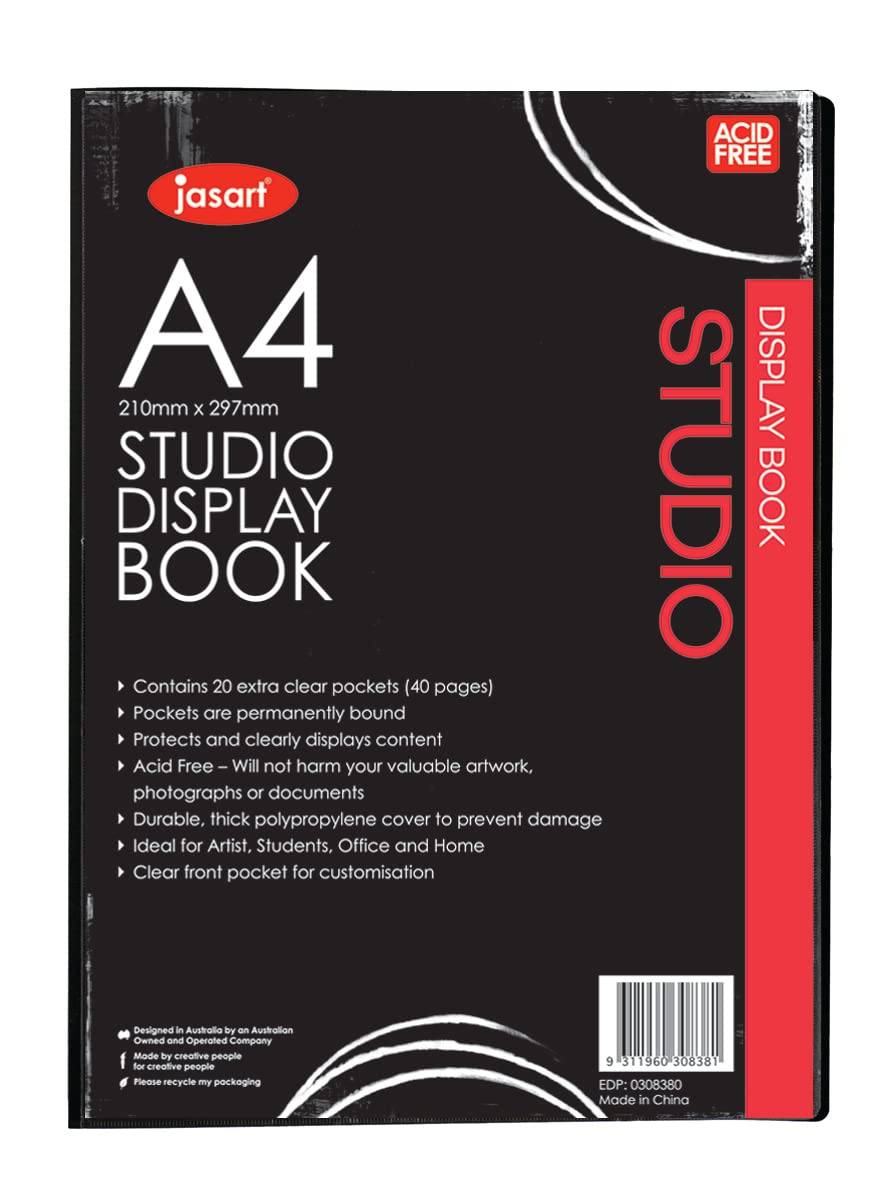 ACID
FREE
jasart®
A4
210mm x 297mm
STUDIO
DISPLAY
BOOK
DISPLAY BOOK
STUDIO
Contains 20 extra clear pockets (40 pages)
Pockets are permanently bound
Protects and clearly displays content
Acid Free – Will not harm your valuable artwork,
photographs or documents
Durable, thick polypropylene cover to prevent damage
Ideal for Artist, Students, Office and Home
Clear front pocket for customisation
Designed in Australia by an Australian
Owned and Operated Company
Made by creative people
for creative people
Please recycle my packaging
9 311960 308381
EDP: 0308380
Made in China